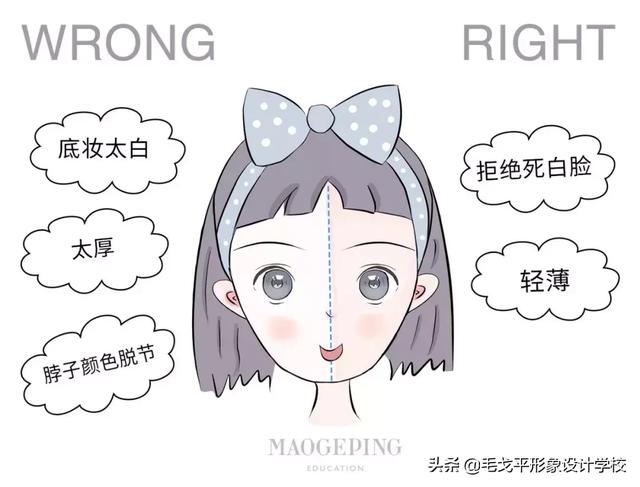 WRONG
RIGHT
底妆太白
太厚
脖子颜色脱节
拒绝死白脸
轻薄
MAOGEPING
EDUCATION
头条 @毛戈平形象设计学校